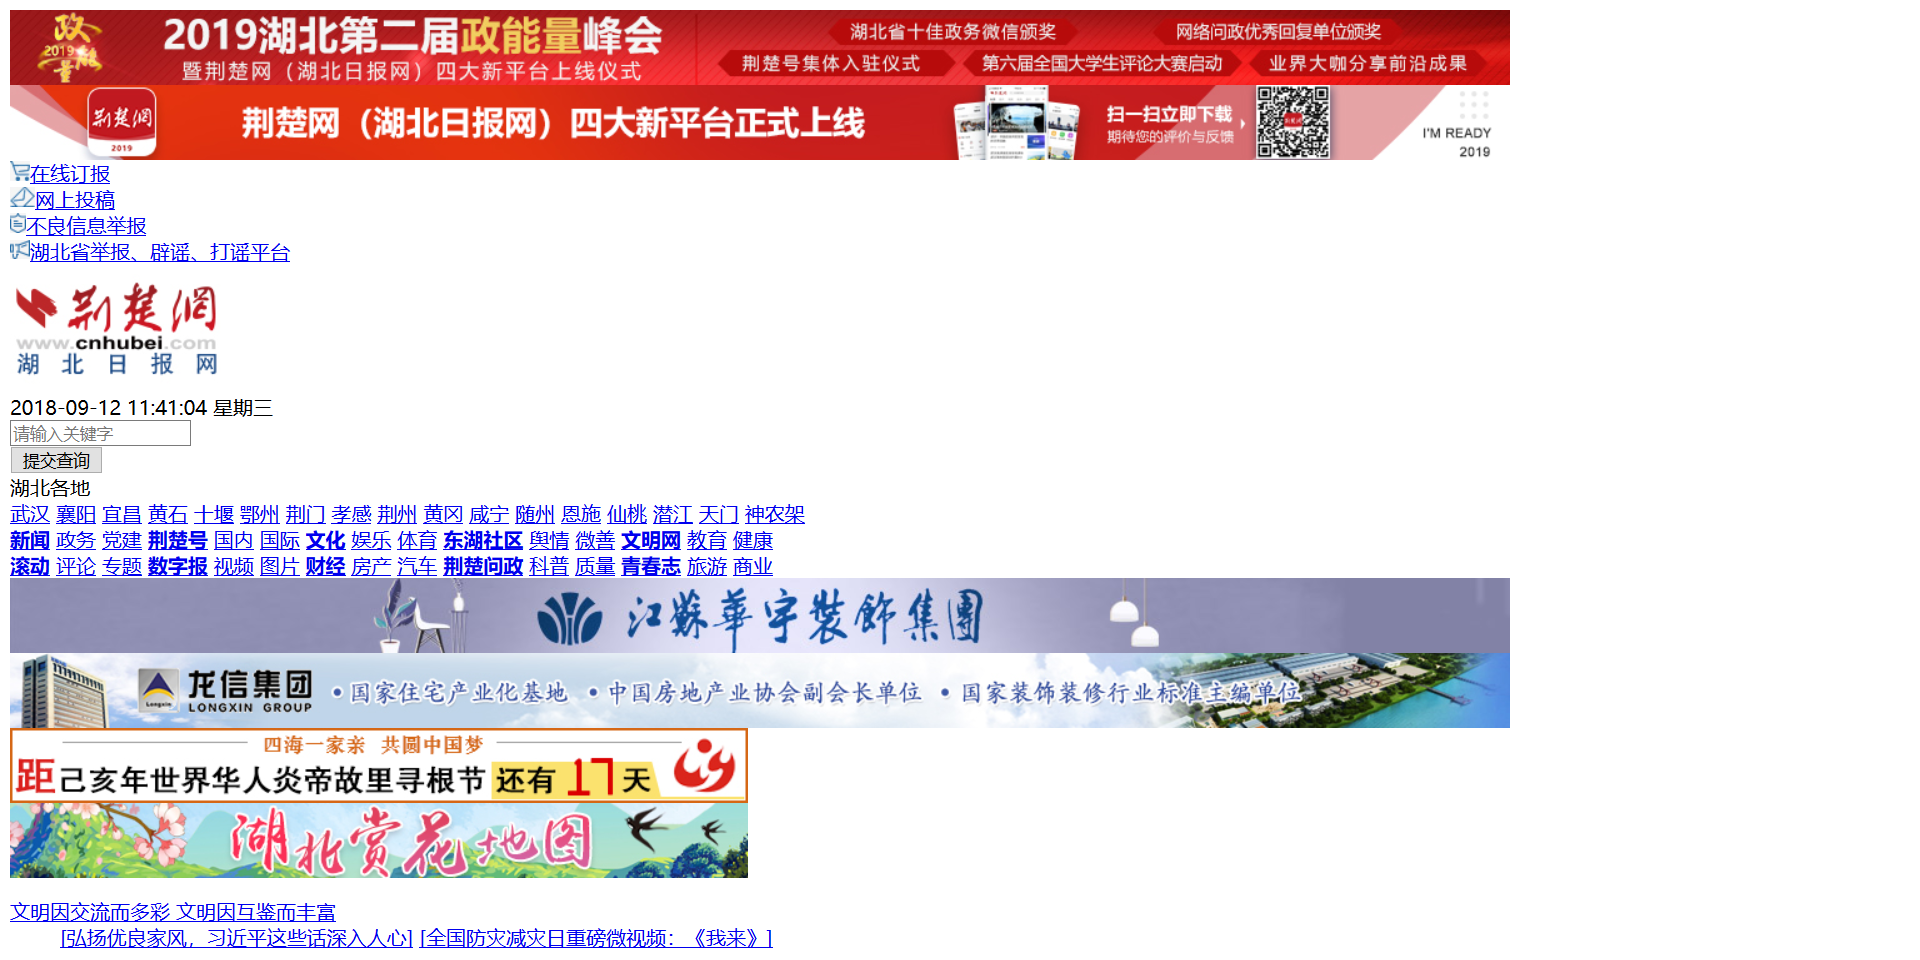 政能量 2019
2019湖北第二届政能量峰会
暨荆楚网（湖北日报网）四大新平台上线仪式
湖北省十佳政务微信颁奖 网络问政优秀回复单位颁奖
荆楚号集体入驻仪式 第六届全国大学生评论大赛启动 业界大咖分享前沿成果
荆楚網
2019
荆楚网（湖北日报网）四大新平台正式上线
扫一扫立即下载
期待您的评价与反馈
I'M READY
2019
在线订报
网上投稿
不良信息举报
湖北省举报、辟谣、打谣平台
荆楚網
www.cnhubei.com
湖北日报网
2018-09-12 11:41:04 星期三
请输入关键字
提交查询
湖北各地
武汉 襄阳 宜昌 黄石 十堰 鄂州 荆门 孝感 荆州 黄冈 咸宁 随州 恩施 仙桃 潜江 天门 神农架
新闻 政务 党建 荆楚号 国内 国际 文化 娱乐 体育 东湖社区 舆情 微善 文明网 教育 健康
滚动 评论 专题 数字报 视频 图片 财经 房产 汽车 荆楚问政 科普 质量 青春志 旅游 商业
江蘇華宇裝飾集團
Longxin 龙信集团
LONGXIN GROUP
•国家住宅产业化基地 •中国房地产业协会副会长单位 •国家装饰装修行业标准主编单位
四海一家亲 共圆中国梦
距己亥年世界华人炎帝故里寻根节还有17天
湖北赏花地图
文明因交流而多彩 文明因互鉴而丰富
[弘扬优良家风，习近平这些话深入人心] [全国防灾减灾日重磅微视频：《我来》]